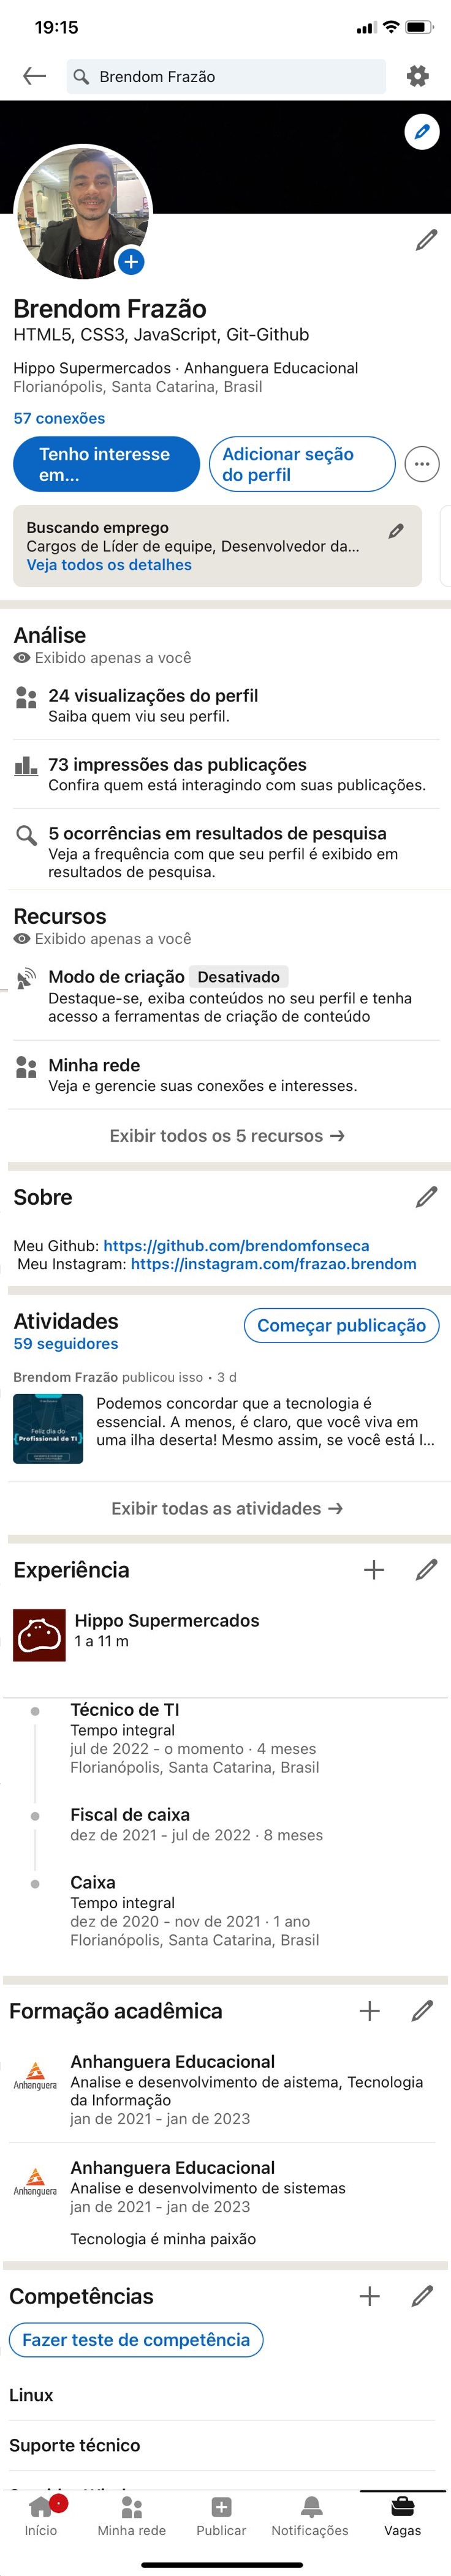 19:15
Brendom Frazão
Brendom Frazão
HTML5, CSS3, JavaScript, Git-Github
Hippo Supermercados · Anhanguera Educacional
Florianópolis, Santa Catarina, Brasil
57 conexões
Tenho interesse em...
Adicionar seção do perfil
Buscando emprego
Cargos de Líder de equipe, Desenvolvedor da...
Veja todos os detalhes
Análise
Exibido apenas a você
24 visualizações do perfil
Saiba quem viu seu perfil.
73 impressões das publicações
Confira quem está interagindo com suas publicações.
5 ocorrências em resultados de pesquisa
Veja a frequência com que seu perfil é exibido em
resultados de pesquisa.
Recursos
Exibido apenas a você
Modo de criação Desativado
Destaque-se, exiba conteúdos no seu perfil e tenha
acesso a ferramentas de criação de conteúdo
Minha rede
Veja e gerencie suas conexões e interesses.
Exibir todos os 5 recursos →
Sobre
Meu Github: https://github.com/brendomfonseca
Meu Instagram: https://instagram.com/frazao.brendom
Atividades
59 seguidores
Começar publicação
Brendom Frazão publicou isso • 3 d
Feliz dia do
{Profissional de TI}
Podemos concordar que a tecnologia é
essencial. A menos, é claro, que você viva em
uma ilha deserta! Mesmo assim, se você está l...
Exibir todas as atividades →
Experiência
Hippo Supermercados
1 a 11 m
Técnico de TI
Tempo integral
jul de 2022 - o momento · 4 meses
Florianópolis, Santa Catarina, Brasil
Fiscal de caixa
dez de 2021 - jul de 2022 · 8 meses
Caixa
Tempo integral
dez de 2020 - nov de 2021 · 1 ano
Florianópolis, Santa Catarina, Brasil
Formação acadêmica
Anhanguera
Anhanguera Educacional
Analise e desenvolvimento de aistema, Tecnologia
da Informação
jan de 2021 - jan de 2023
Anhanguera
Anhanguera Educacional
Analise e desenvolvimento de sistemas
jan de 2021 - jan de 2023
Tecnologia é minha paixão
Competências
Fazer teste de competência
Linux
Suporte técnico
Início
Minha rede
Publicar
Notificações
Vagas